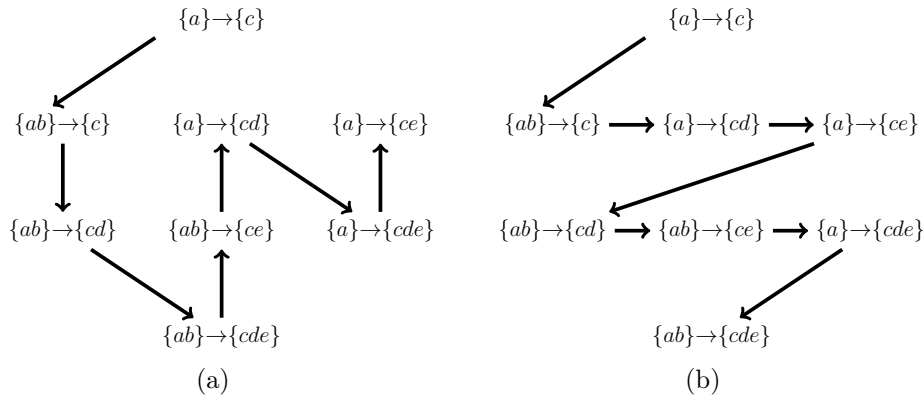 {a}→{c} {a}→{c}
{ab}→{c} {a}→{cd} {a}→{ce} {ab}→{c} {a}→{cd} {a}→{ce}
{ab}→{cd} {ab}→{ce} {a}→{cde} {ab}→{cd} {ab}→{ce} {a}→{cde}
{ab}→{cde} {ab}→{cde}
(a) (b)